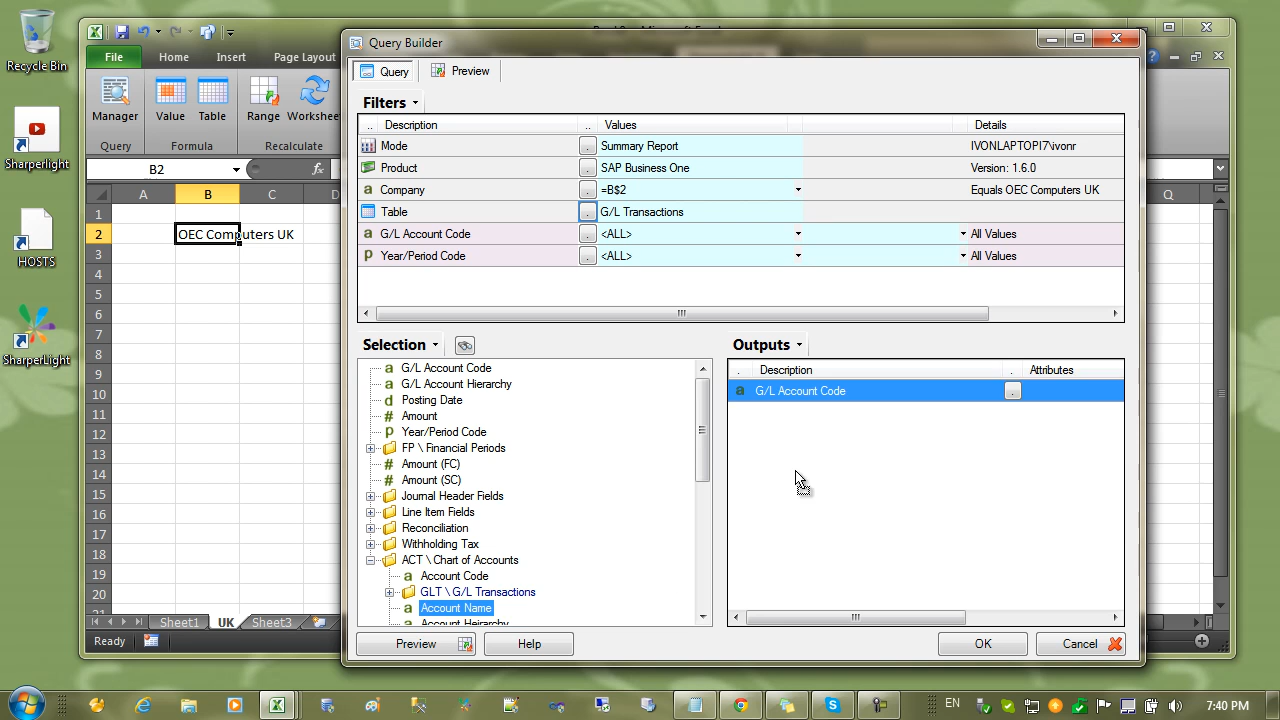 Recycle Bin
Sharperlight
HOSTS
SharperLight
File
Home
Insert
Page Layout
Manager
Value
Table
Range
Query
Formula
Recalculate
B2
A
B
C
Q
1
2
OEC Computers UK
3
4
5
6
7
8
9
10
11
12
13
14
15
16
17
18
19
20
Sheet1
UK
Sheet3
Ready
Query Builder
Query
Preview
Filters
.. Description .. Values Details
Mode . Summary Report IVONLAPTOPI7\ivonr
Product . SAP Business One Version: 1.6.0
a Company . =B$2 Equals OEC Computers UK
Table . G/L Transactions
a G/L Account Code . <ALL> All Values
p Year/Period Code . <ALL> All Values
Selection
a G/L Account Code
a G/L Account Hierarchy
d Posting Date
# Amount
p Year/Period Code
FP \ Financial Periods
# Amount (FC)
# Amount (SC)
Journal Header Fields
Line Item Fields
Reconciliation
Withholding Tax
ACT \ Chart of Accounts
a Account Code
GLT \ G/L Transactions
a Account Name
Account Heirarchy
Outputs
. Description . Attributes
a G/L Account Code .
Preview
Help
OK
Cancel
EN
7:40 PM